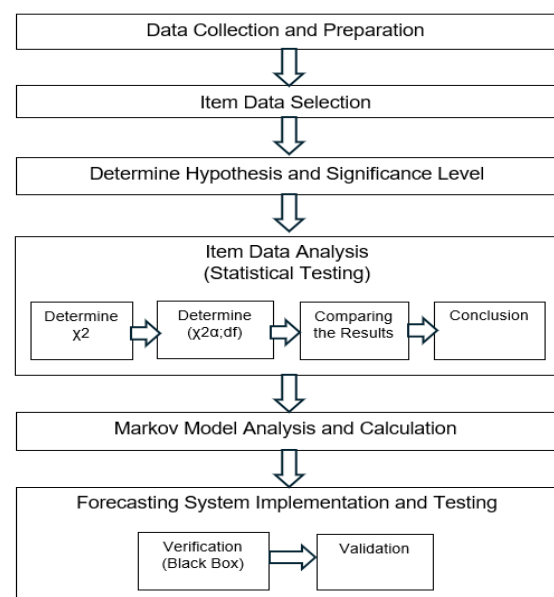 Data Collection and Preparation
Item Data Selection
Determine Hypothesis and Significance Level
Item Data Analysis
(Statistical Testing)
Determine
χ2
Determine
(χ2α;df)
Comparing
the Results
Conclusion
Markov Model Analysis and Calculation
Forecasting System Implementation and Testing
Verification
(Black Box)
Validation